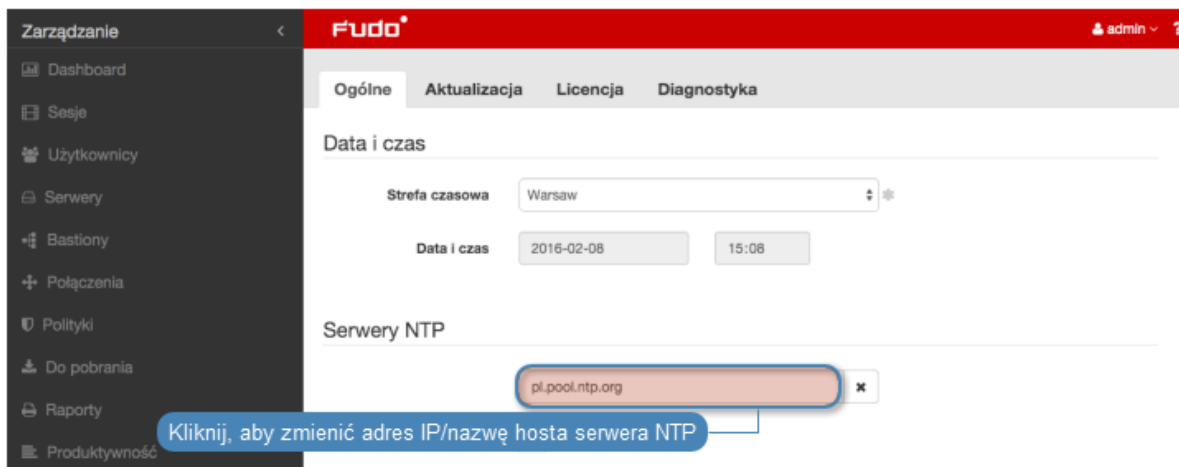 Zarządzanie
Fudo
admin
?
Dashboard
Sesje
Użytkownicy
Serwery
Bastiony
Połączenia
Polityki
Do pobrania
Raporty
Produktywność
Ogólne Aktualizacja Licencja Diagnostyka
Data i czas
Strefa czasowa Warsaw
Data i czas 2016-02-08 15:08
Serwery NTP
pl.pool.ntp.org
Kliknij, aby zmienić adres IP/nazwę hosta serwera NTP